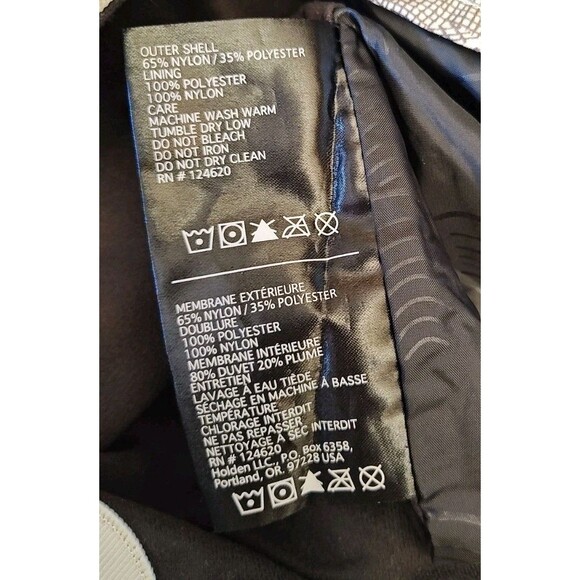 OUTER SHELL
65% NYLON / 35% POLYESTER
LINING
100% POLYESTER
100% NYLON
CARE
MACHINE WASH WARM
TUMBLE DRY LOW
DO NOT BLEACH
DO NOT IRON
DO NOT DRY CLEAN
RN # 124620
MEMBRANE EXTÉRIEURE
65% NYLON / 35% POLYESTER
DOUBLURE
100% POLYESTER
100% NYLON
MEMBRANE INTÉRIEURE
80% DUVET 20% PLUME
ENTRETIEN
LAVAGE À EAU TIÈDE
SÉCHAGE EN MACHINE À BASSE
TEMPÉRATURE
CHLORAGE INTERDIT
NE PAS REPASSER
NETTOYAGE À SEC INTERDIT
RN # 124620
Holden LLC, P.O. Box 6358,
Portland, OR. 97228 USA